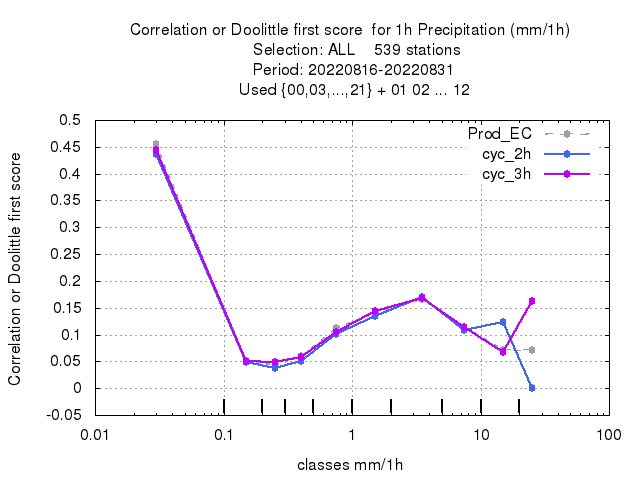 Correlation or Doolittle first score  for 1h Precipitation (mm/1h)
Selection: ALL    539 stations
Period: 20220816-20220831
Used {00,03,...,21} + 01 02 ... 12
Prod_EC
cyc_2h
cyc_3h
Correlation or Doolittle first score
0.5
0.45
0.4
0.35
0.3
0.25
0.2
0.15
0.1
0.05
0
-0.05
0.01 0.1 1 10 100
classes mm/1h